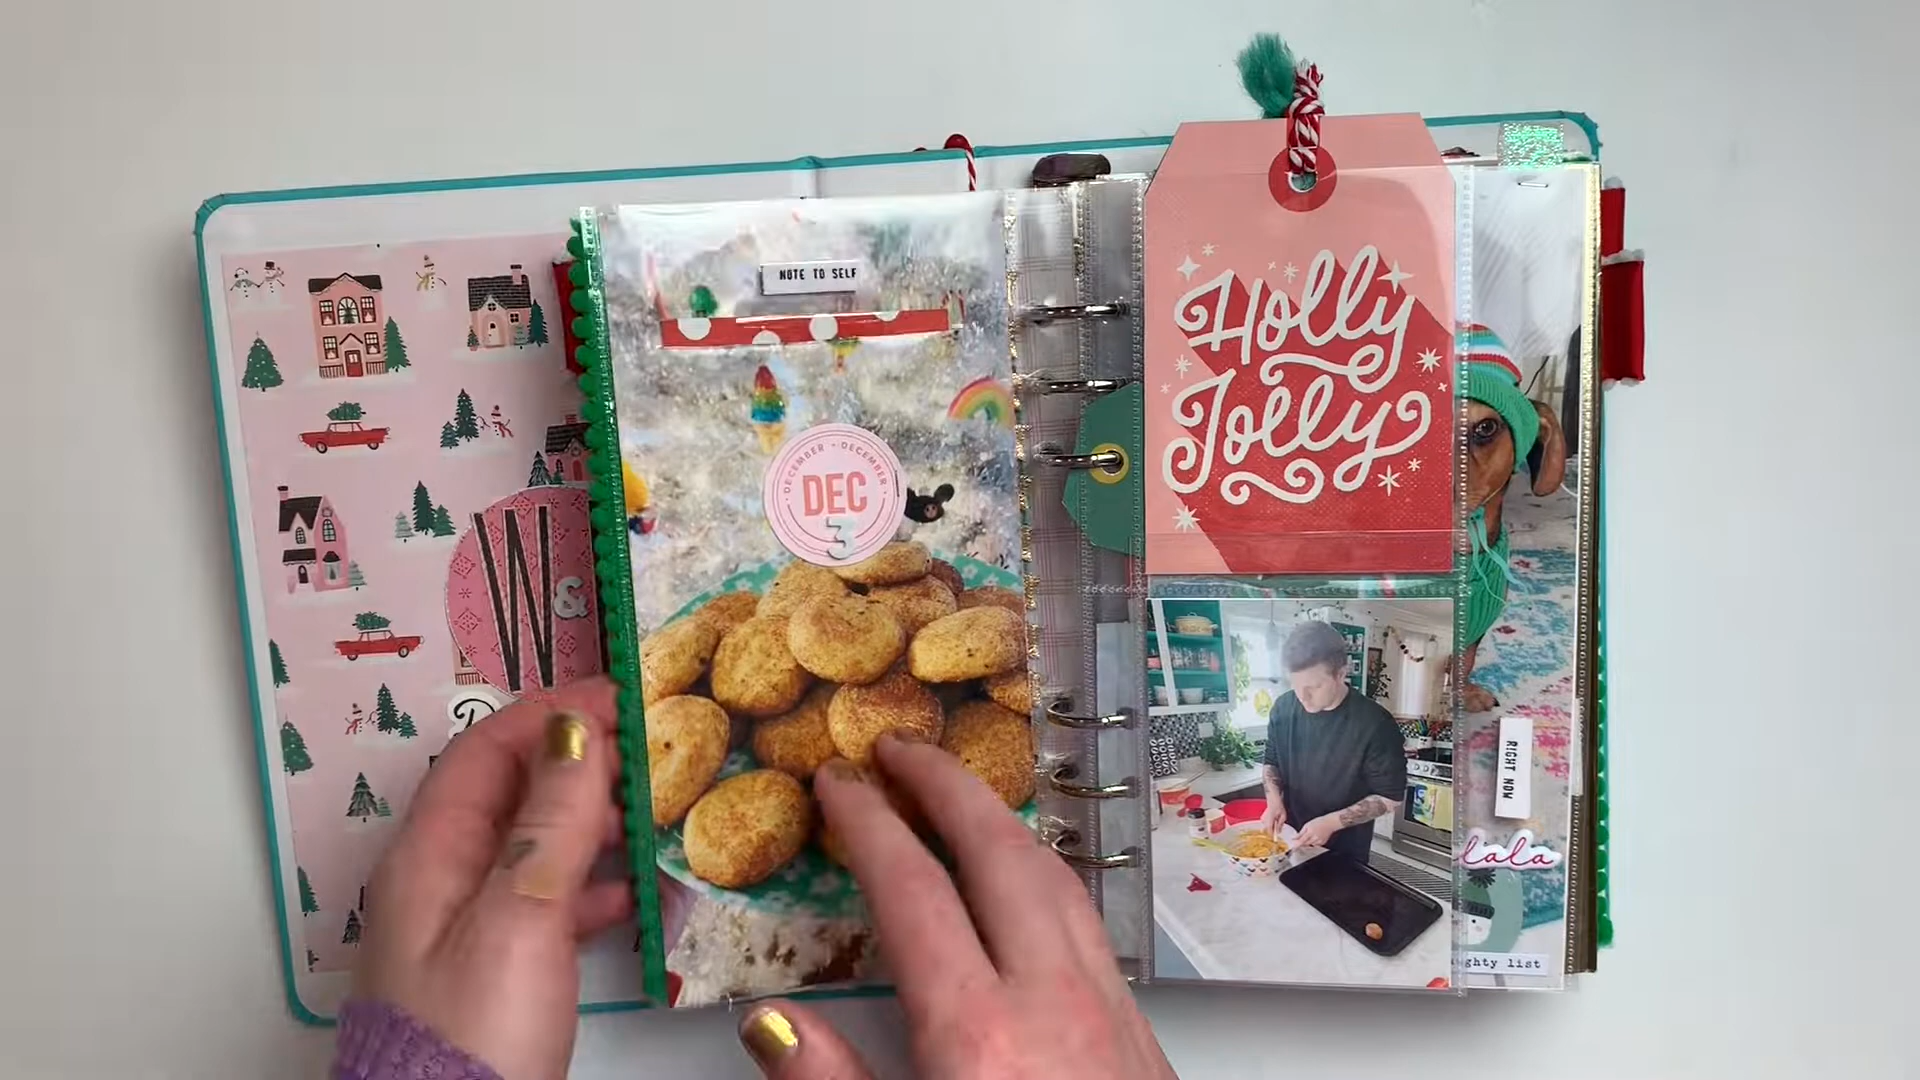 W&
NOTE TO SELF
DECEMBER · DECEMBER
DEC
3
Holly
Jolly
RIGHT NOW
lala
ghty list